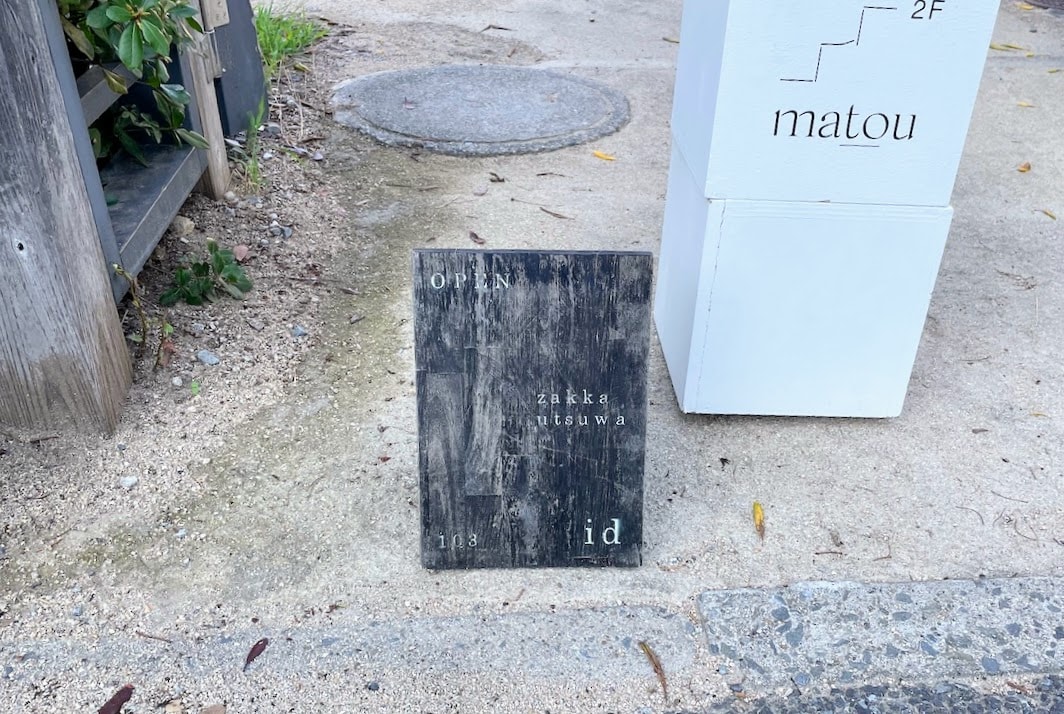 2F
matou
OPEN
zakka
utsuwa
103
id